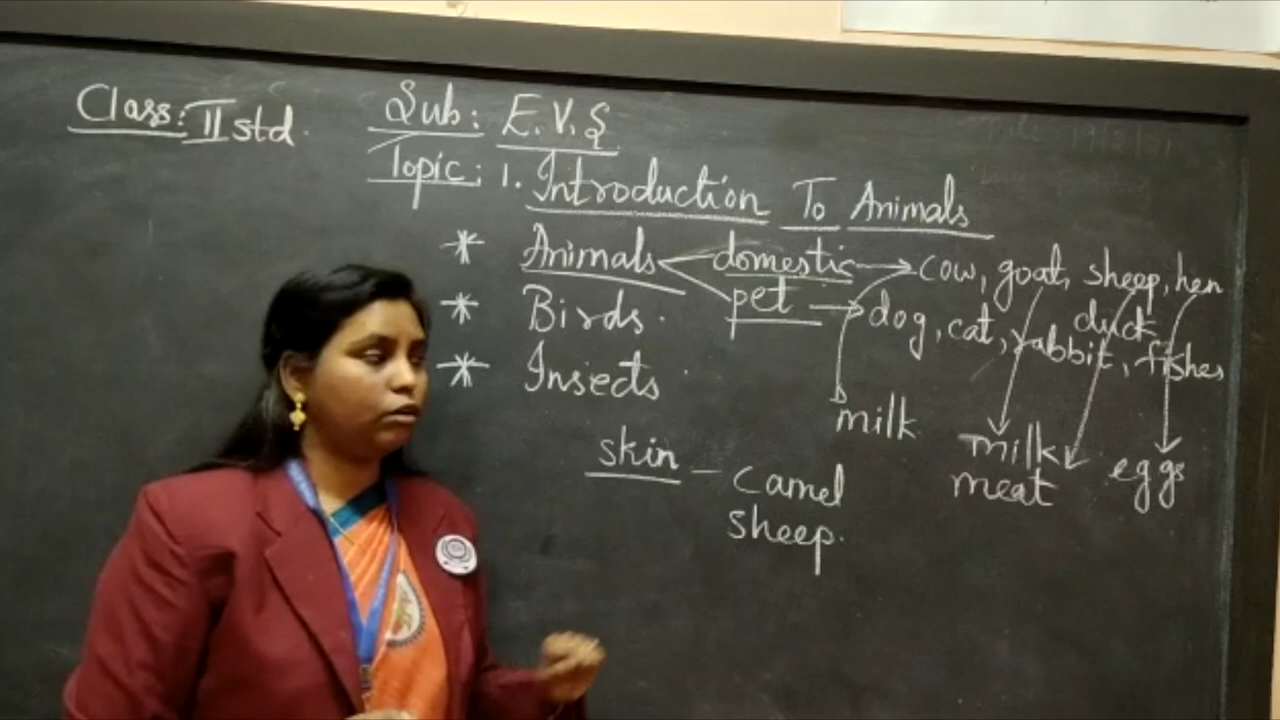 Class: II std.
Sub: E.V.S
Topic: 1. Introduction To Animals
* Animals domestic cow, goat, sheep, hen
duck
pet dog, cat, rabbit, fishes
* Birds.
* Insects
milk
milk
meat
eggs
skin - camel
sheep.